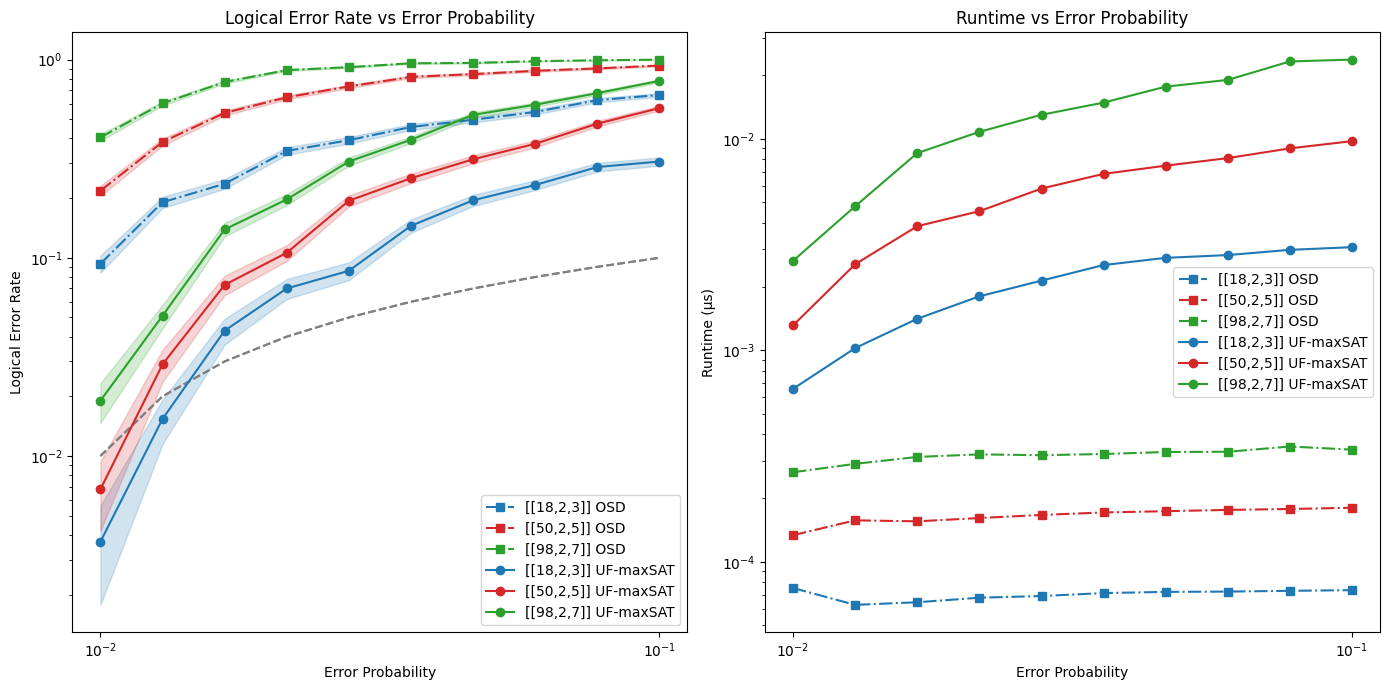 Logical Error Rate vs Error Probability
Logical Error Rate
10⁰
10⁻¹
10⁻²
10⁻²
10⁻¹
Error Probability
[[18,2,3]] OSD
[[50,2,5]] OSD
[[98,2,7]] OSD
[[18,2,3]] UF-maxSAT
[[50,2,5]] UF-maxSAT
[[98,2,7]] UF-maxSAT
Runtime vs Error Probability
Runtime (μs)
10⁻²
10⁻³
10⁻⁴
10⁻²
10⁻¹
Error Probability
[[18,2,3]] OSD
[[50,2,5]] OSD
[[98,2,7]] OSD
[[18,2,3]] UF-maxSAT
[[50,2,5]] UF-maxSAT
[[98,2,7]] UF-maxSAT